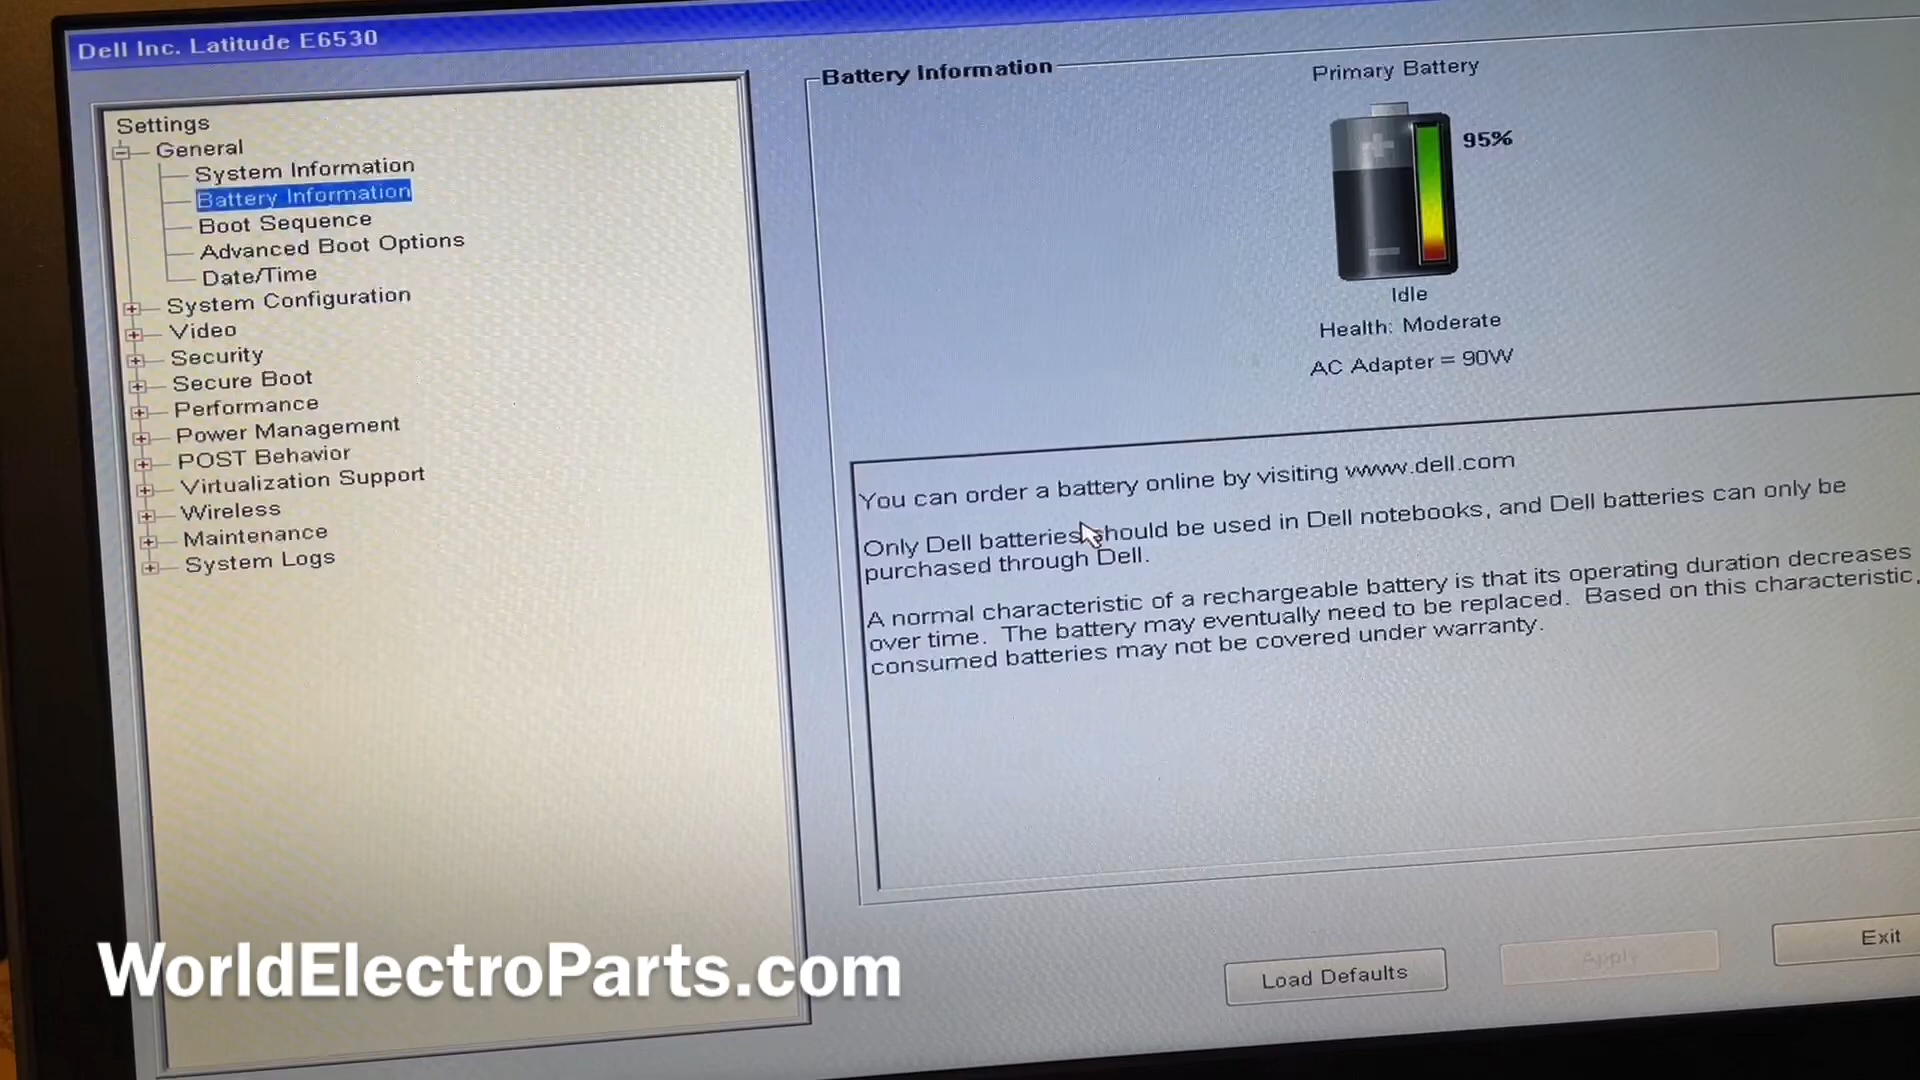 Dell Inc. Latitude E6530
Settings
General
System Information
Battery Information
Boot Sequence
Advanced Boot Options
Date/Time
System Configuration
Video
Security
Secure Boot
Performance
Power Management
POST Behavior
Virtualization Support
Wireless
Maintenance
System Logs
Battery Information
Primary Battery
95%
Idle
Health: Moderate
AC Adapter = 90W
You can order a battery online by visiting www.dell.com
Only Dell batteries should be used in Dell notebooks, and Dell batteries can only be
purchased through Dell.
A normal characteristic of a rechargeable battery is that its operating duration decreases
over time. The battery may eventually need to be replaced. Based on this characteristic,
consumed batteries may not be covered under warranty.
Load Defaults
Apply
Exit
WorldElectroParts.com